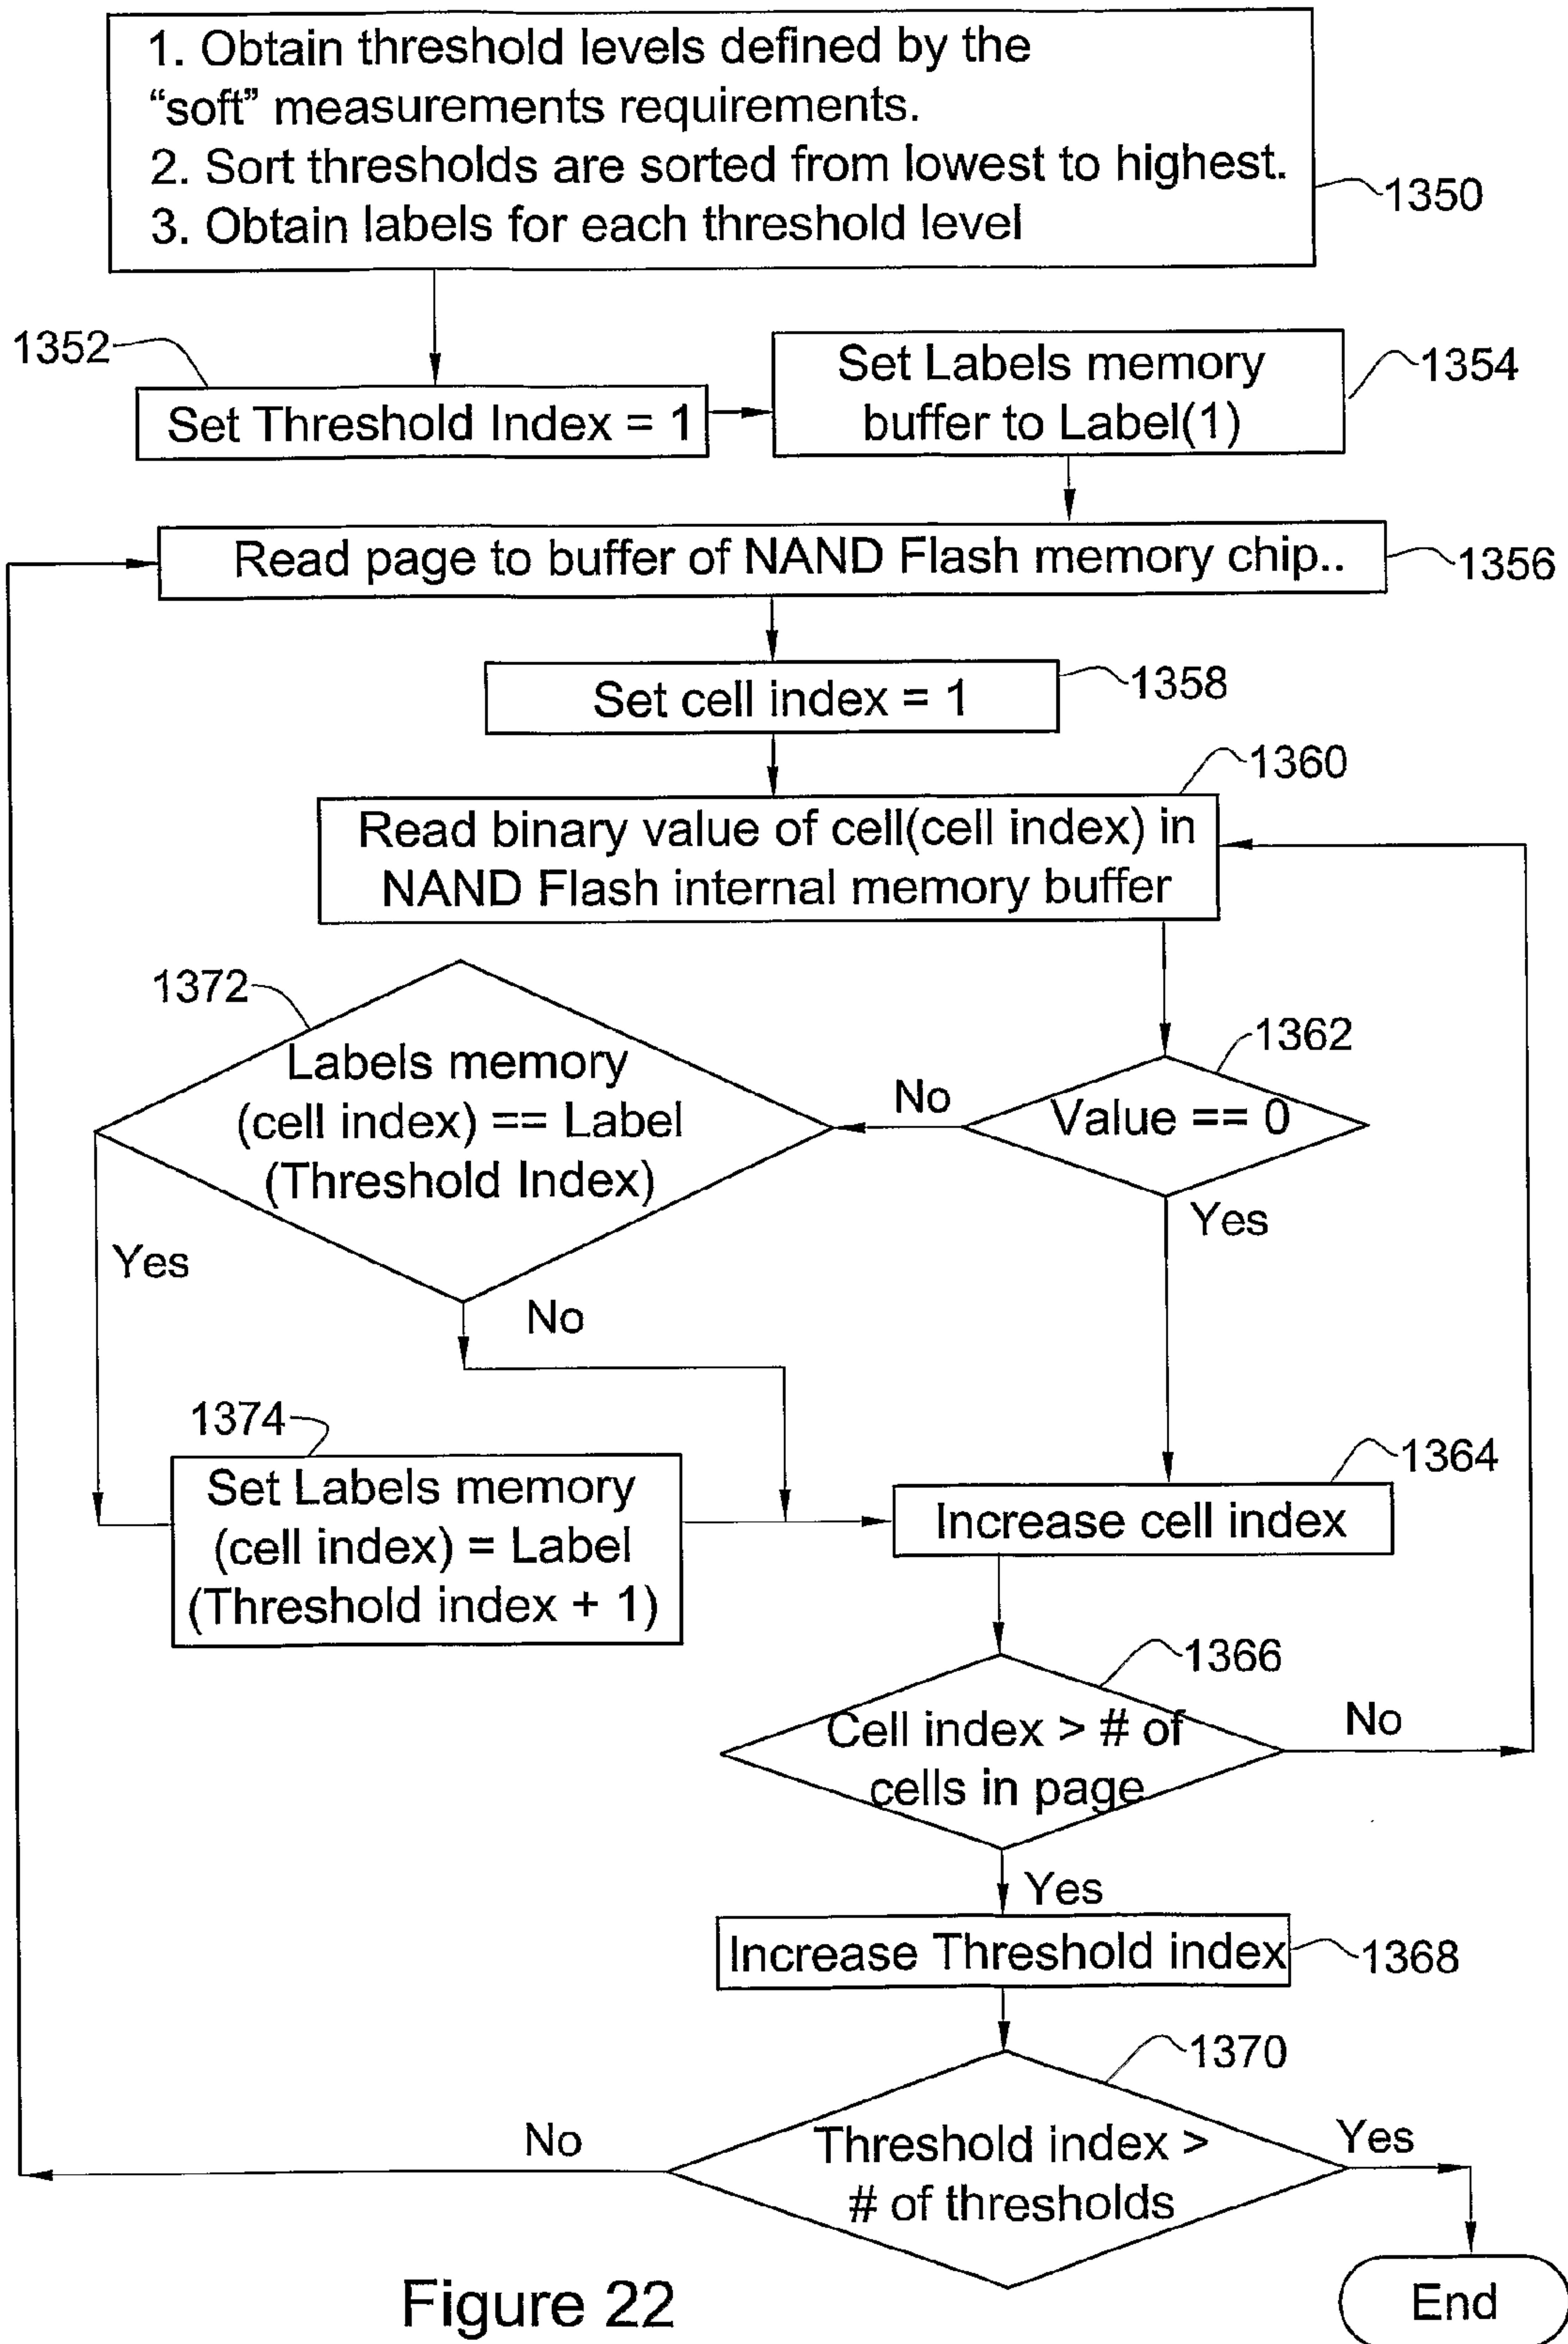 1. Obtain threshold levels defined by the
“soft” measurements requirements.
2. Sort thresholds are sorted from lowest to highest.
3. Obtain labels for each threshold level
1350
1352
Set Threshold Index = 1
Set Labels memory
buffer to Label(1)
1354
Read page to buffer of NAND Flash memory chip..
1356
Set cell index = 1
1358
1360
Read binary value of cell(cell index) in
NAND Flash internal memory buffer
1372
Labels memory
(cell index) == Label
(Threshold Index)
No
1362
Value == 0
Yes
Yes
No
1374
Set Labels memory
(cell index) = Label
(Threshold index + 1)
1364
Increase cell index
1366
Cell index > # of
cells in page
No
Yes
Increase Threshold index
1368
1370
No
Threshold index >
# of thresholds
Yes
End
Figure 22